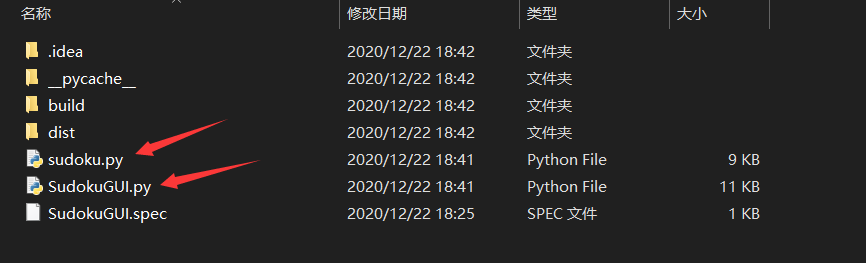 名称 修改日期 类型 大小
.idea 2020/12/22 18:42 文件夹
__pycache__ 2020/12/22 18:42 文件夹
build 2020/12/22 18:42 文件夹
dist 2020/12/22 18:42 文件夹
sudoku.py 2020/12/22 18:41 Python File 9 KB
SudokuGUI.py 2020/12/22 18:41 Python File 11 KB
SudokuGUI.spec 2020/12/22 18:25 SPEC 文件 1 KB